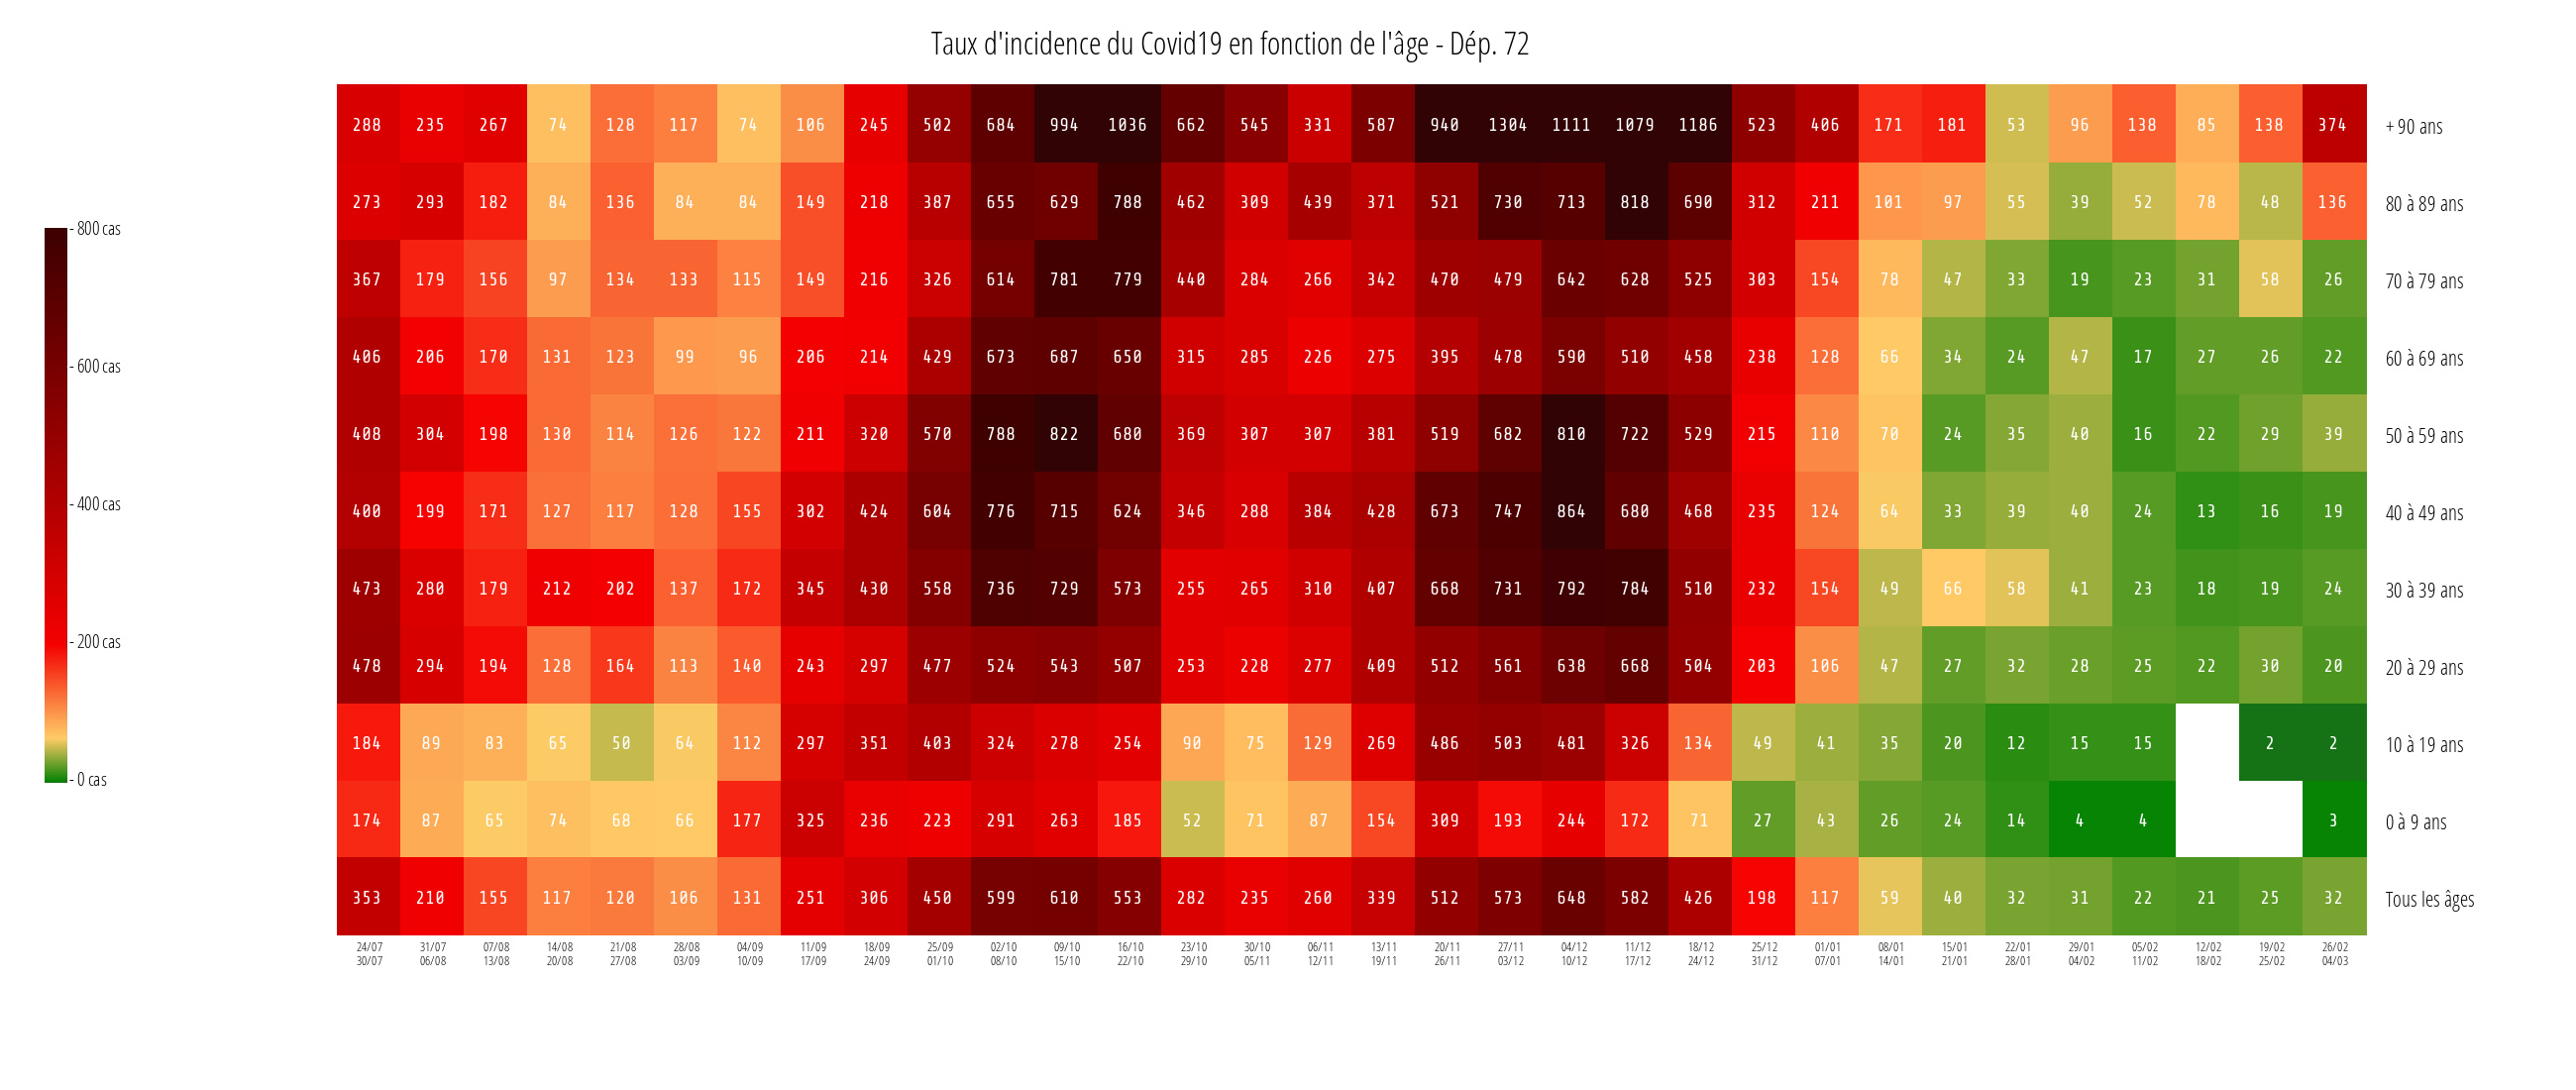 Taux d'incidence du Covid19 en fonction de l'âge - Dép. 72
288 235 267 74 128 117 74 106 245 502 684 994 1036 662 545 331 587 940 1304 1111 1079 1186 523 406 171 181 53 96 138 85 138 374 + 90 ans
273 293 182 84 136 84 84 149 218 387 655 629 788 462 309 439 371 521 730 713 818 690 312 211 101 97 55 39 52 78 48 136 80 à 89 ans
- 800 cas
367 179 156 97 134 133 115 149 216 326 614 781 779 440 284 266 342 470 479 642 628 525 303 154 78 47 33 19 23 31 58 26 70 à 79 ans
406 206 170 131 123 99 96 206 214 429 673 687 650 315 285 226 275 395 478 590 510 458 238 128 66 34 24 47 17 27 26 22 60 à 69 ans
- 600 cas
408 304 198 130 114 126 122 211 320 570 788 822 680 369 307 307 381 519 682 810 722 529 215 110 70 24 35 40 16 22 29 39 50 à 59 ans
- 400 cas
400 199 171 127 117 128 155 302 424 604 776 715 624 346 288 384 428 673 747 864 680 468 235 124 64 33 39 40 24 13 16 19 40 à 49 ans
473 280 179 212 202 137 172 345 430 558 736 729 573 255 265 310 407 668 731 792 784 510 232 154 49 66 58 41 23 18 19 24 30 à 39 ans
- 200 cas
478 294 194 128 164 113 140 243 297 477 524 543 507 253 228 277 409 512 561 638 668 504 203 106 47 27 32 28 25 22 30 20 20 à 29 ans
184 89 83 65 50 64 112 297 351 403 324 278 254 90 75 129 269 486 503 481 326 134 49 41 35 20 12 15 15 2 2 10 à 19 ans
- 0 cas
174 87 65 74 68 66 177 325 236 223 291 263 185 52 71 87 154 309 193 244 172 71 27 43 26 24 14 4 4 3 0 à 9 ans
353 210 155 117 120 106 131 251 306 450 599 610 553 282 235 260 339 512 573 648 582 426 198 117 59 40 32 31 22 21 25 32 Tous les âges
24/07 31/07 07/08 14/08 21/08 28/08 04/09 11/09 18/09 25/09 02/10 09/10 16/10 23/10 30/10 06/11 13/11 20/11 27/11 04/12 11/12 18/12 25/12 01/01 08/01 15/01 22/01 29/01 05/02 12/02 19/02 26/02
30/07 06/08 13/08 20/08 27/08 03/09 10/09 17/09 24/09 01/10 08/10 15/10 22/10 29/10 05/11 12/11 19/11 26/11 03/12 10/12 17/12 24/12 31/12 07/01 14/01 21/01 28/01 04/02 11/02 18/02 25/02 04/03